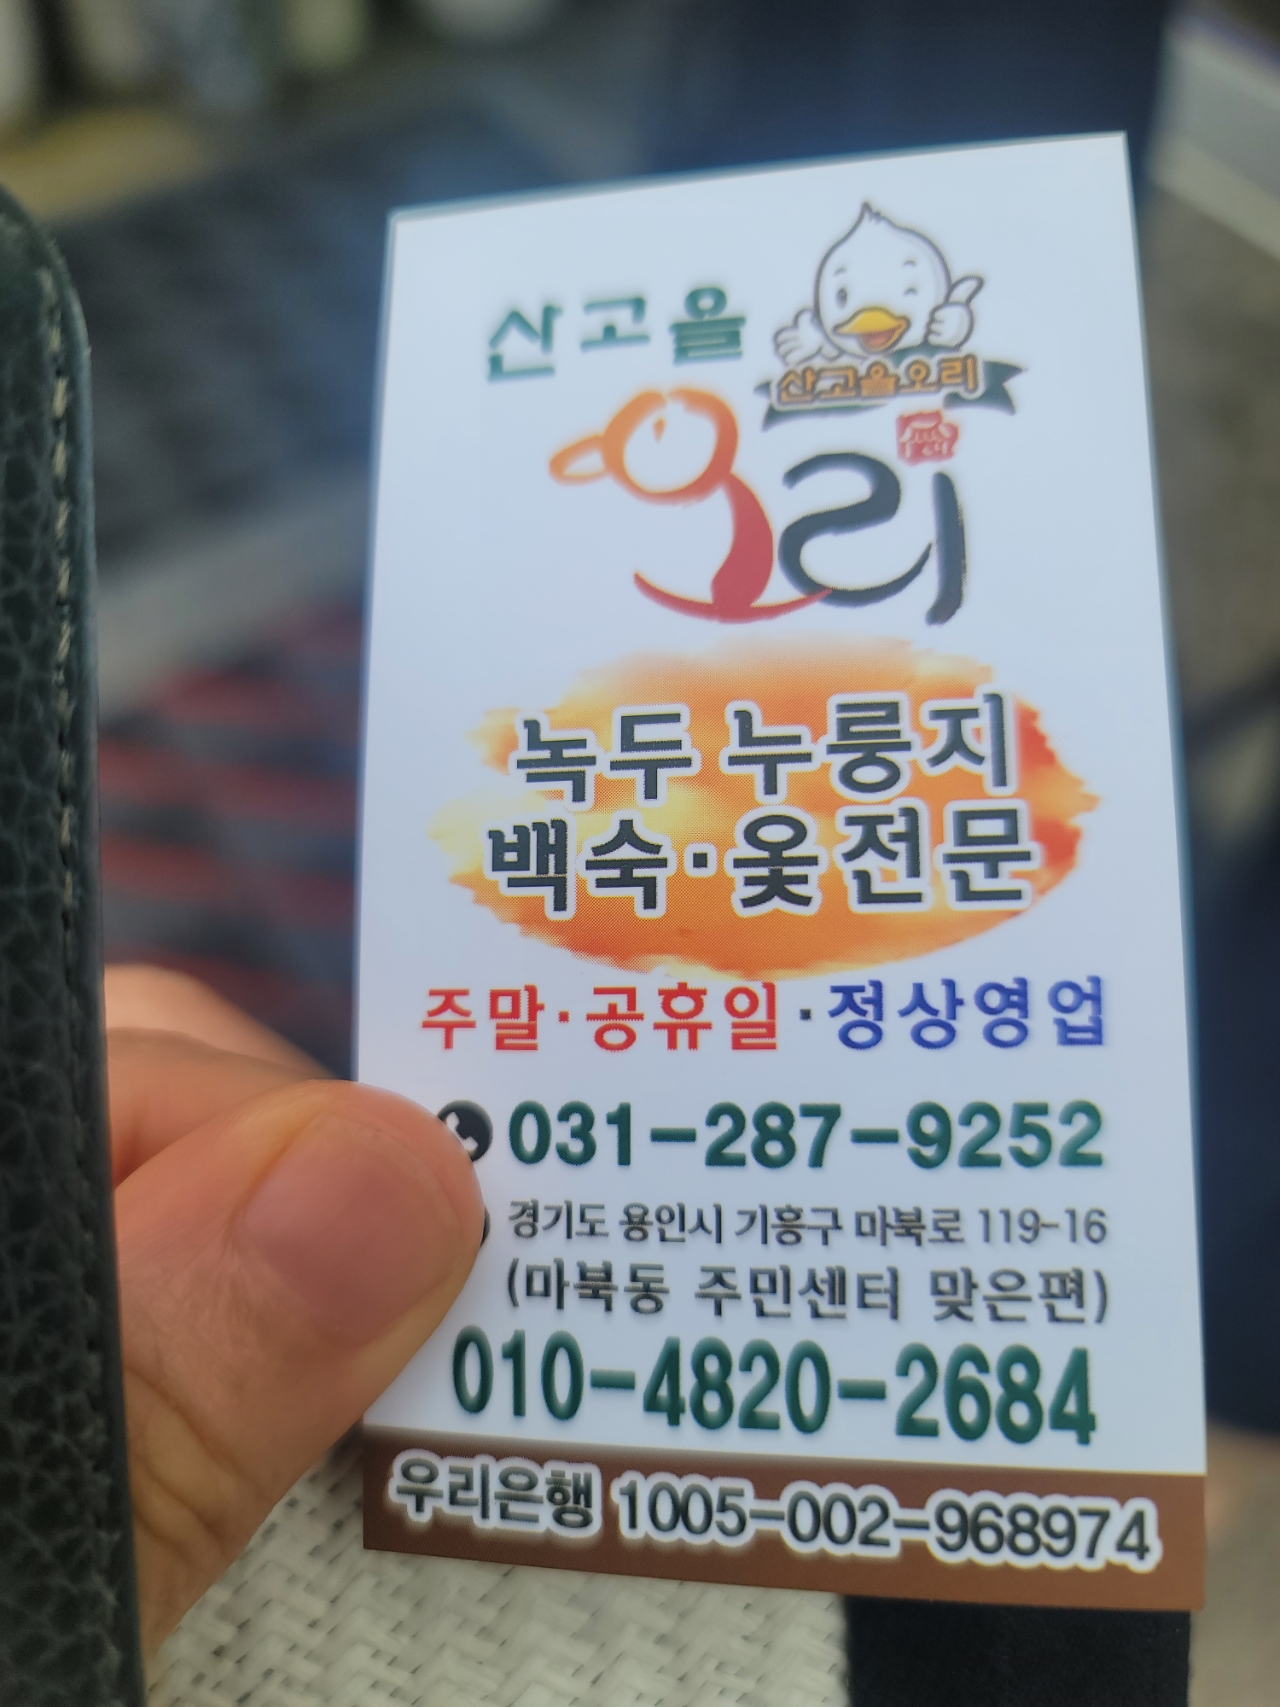 산고을
산고을오리
오리
녹두 누룽지
백숙·옻전문
주말·공휴일·정상영업
031-287-9252
경기도 용인시 기흥구 마북로 119-16
(마북동 주민센터 맞은편)
010-4820-2684
우리은행 1005-002-968974